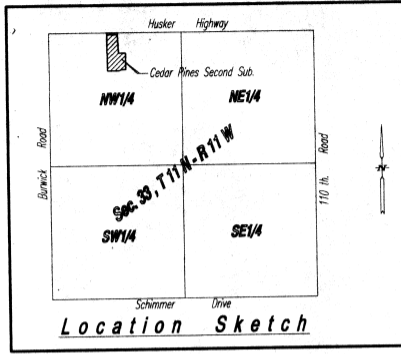 Husker Highway
Cedar Pines Second Sub.
NW1/4 NE1/4
Burwick Road
Sec. 33, T11N-R11W
110 th. Road
N
SW1/4 SE1/4
Schimmer Drive
Location Sketch